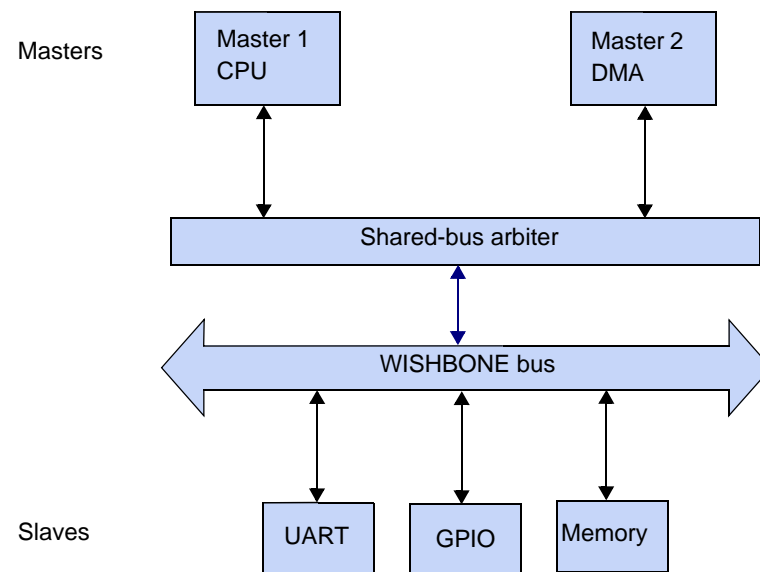 Masters
Master 1
CPU
Master 2
DMA
Shared-bus arbiter
WISHBONE bus
Slaves
UART
GPIO
Memory